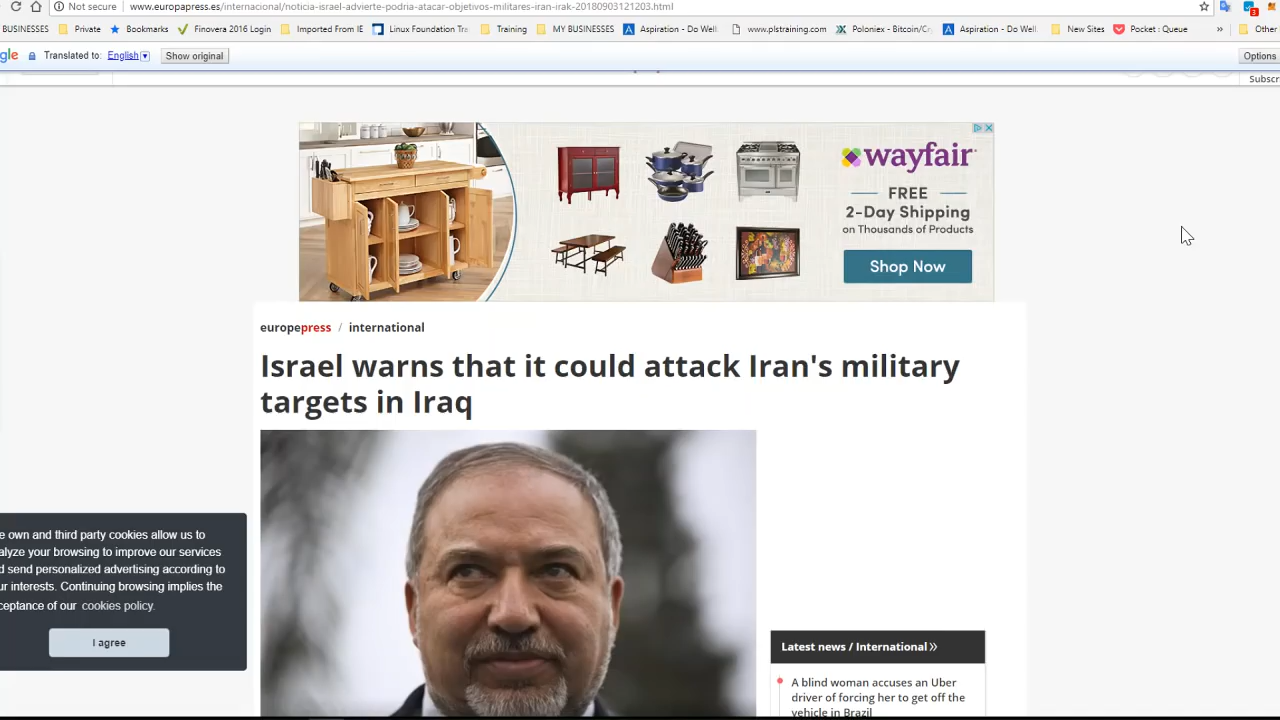 Not secure www.europapress.es/internacional/noticia-israel-advierte-podria-atacar-objetivos-militares-iran-irak-20180903121203.html
BUSINESSES Private Bookmarks Finovera 2016 Login Imported From IE Linux Foundation Tra Training MY BUSINESSES Aspiration - Do Well. www.plstraining.com Poloniex - Bitcoin/Cry Aspiration - Do Well. New Sites Pocket : Queue » Other
gle Translated to: English Show original Options
Subscr
wayfair
FREE
2-Day Shipping
on Thousands of Products
Shop Now
europepress / international
Israel warns that it could attack Iran's military
targets in Iraq
e own and third party cookies allow us to
alyze your browsing to improve our services
d send personalized advertising according to
ur interests. Continuing browsing implies the
ceptance of our cookies policy.
I agree
Latest news / International »
A blind woman accuses an Uber
driver of forcing her to get off the
vehicle in Brazil